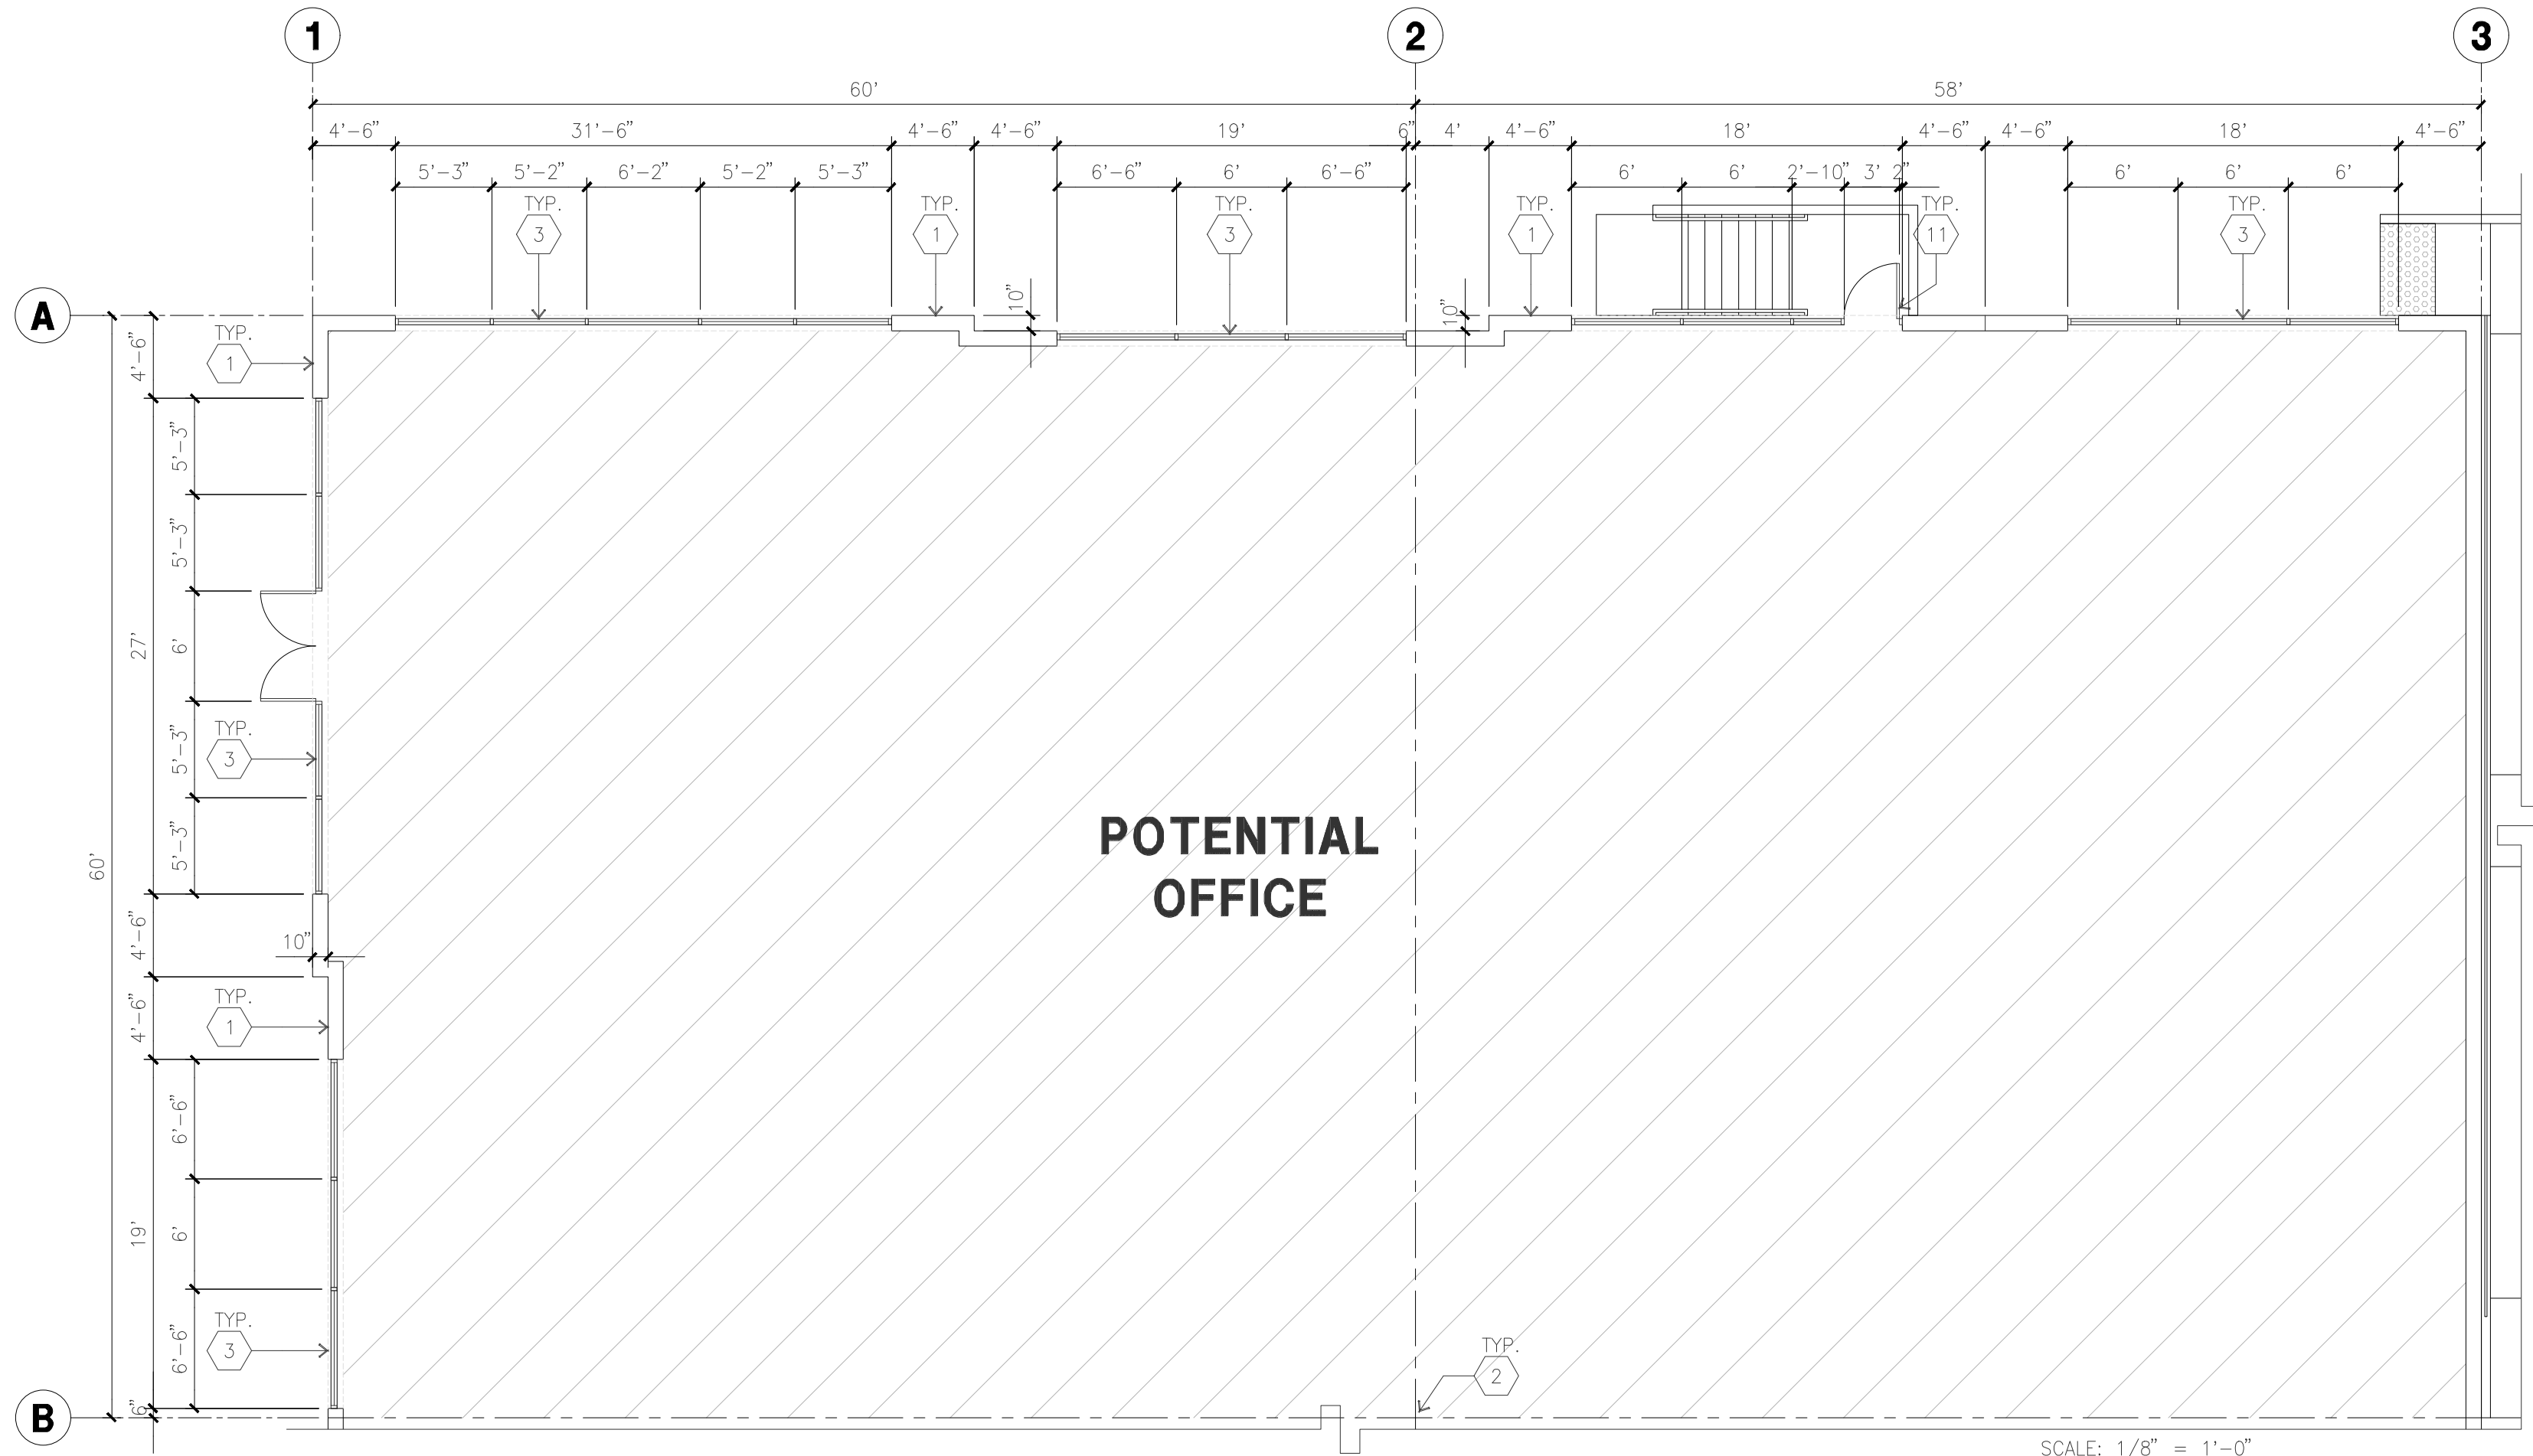 1 2 3
60' 58'
4'-6" 31'-6" 4'-6" 4'-6" 19' 6" 4' 4'-6" 18' 4'-6" 4'-6" 18' 4'-6"
5'-3" 5'-2" 6'-2" 5'-2" 5'-3" 6'-6" 6' 6'-6" 6' 6' 2'-10" 3' 2" 6' 6' 6'
TYP. TYP. TYP. TYP. TYP. TYP.
3 1 3 1 11 3
10" 10"
A
TYP.
1
4'-6"
5'-3"
5'-3"
27'
6'
TYP.
3
5'-3"
5'-3"
60'
POTENTIAL
OFFICE
4'-6"
10"
4'-6"
TYP.
1
6'-6"
19'
6'
TYP.
3
6'-6"
TYP.
2
6"
B
SCALE: 1/8" = 1'-0"